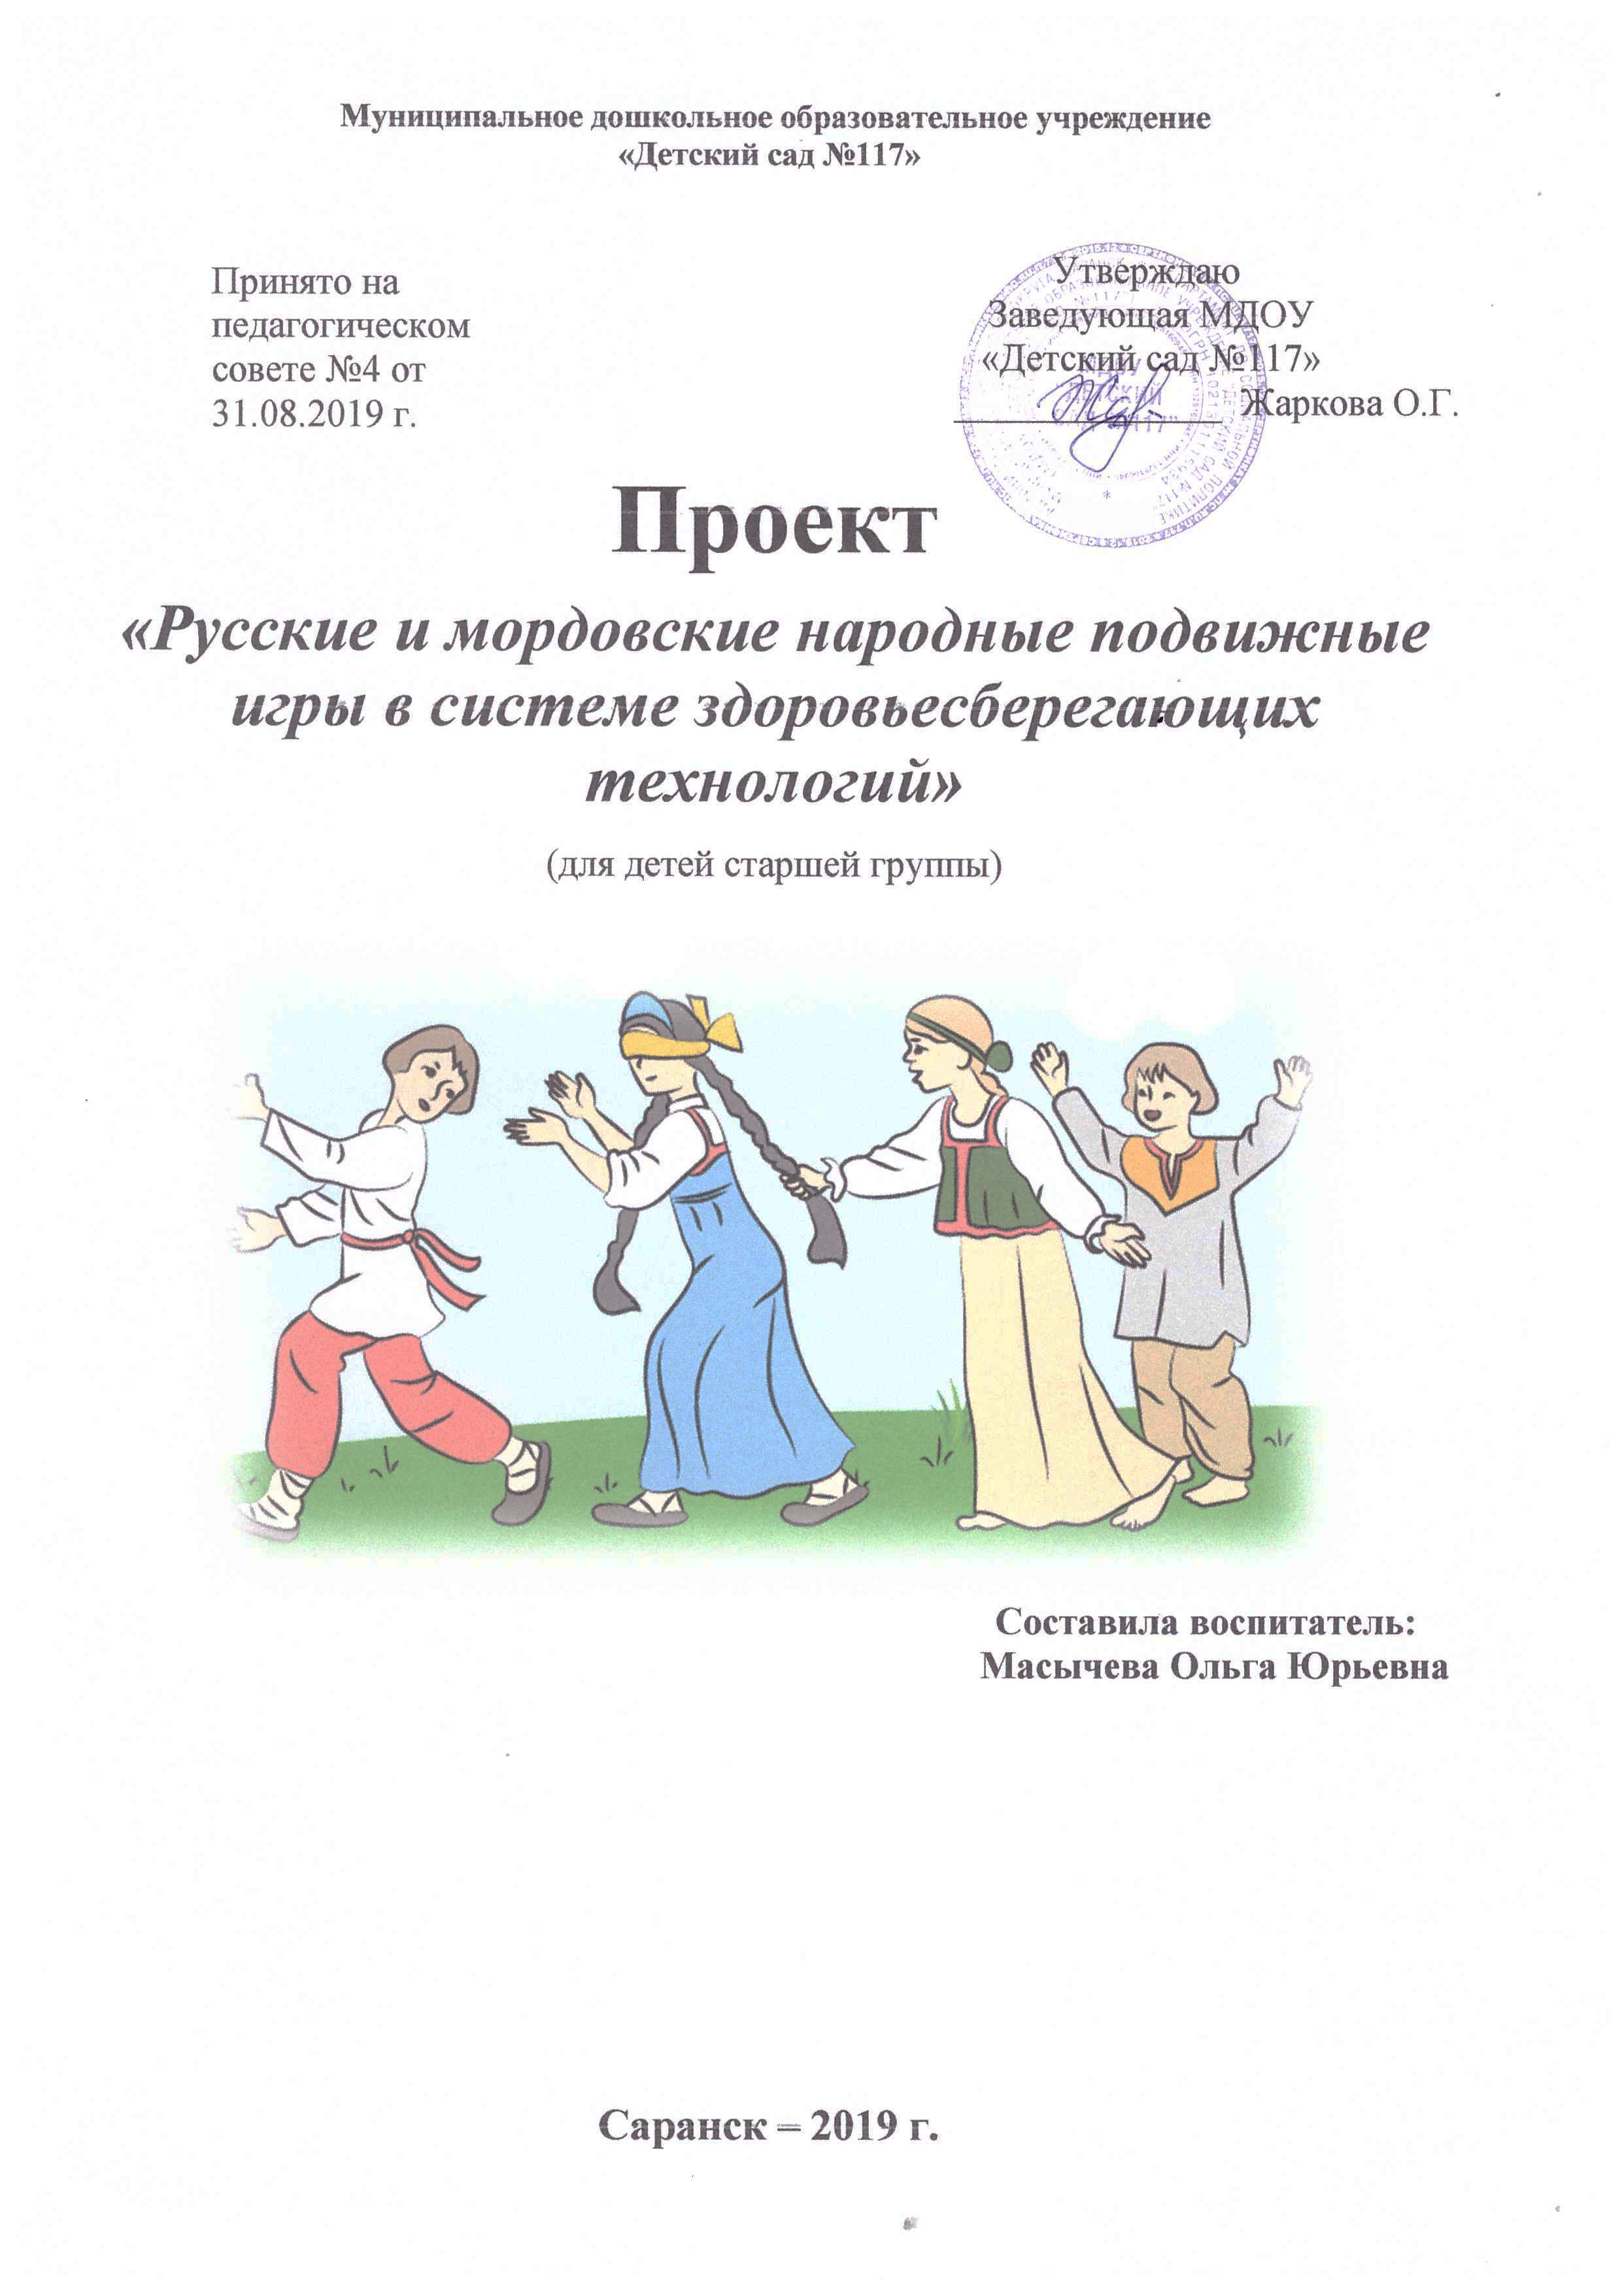 Муниципальное дошкольное образовательное учреждение
«Детский сад №117»
Принято на
педагогическом
совете №4 от
31.08.2019 г.
Утверждаю
Заведующая МДОУ
«Детский сад №117»
Жаркова О.Г.
Проект
«Русские и мордовские народные подвижные
игры в системе здоровьесберегающих
технологий»
(для детей старшей группы)
Составила воспитатель:
Масычева Ольга Юрьевна
Саранск – 2019 г.